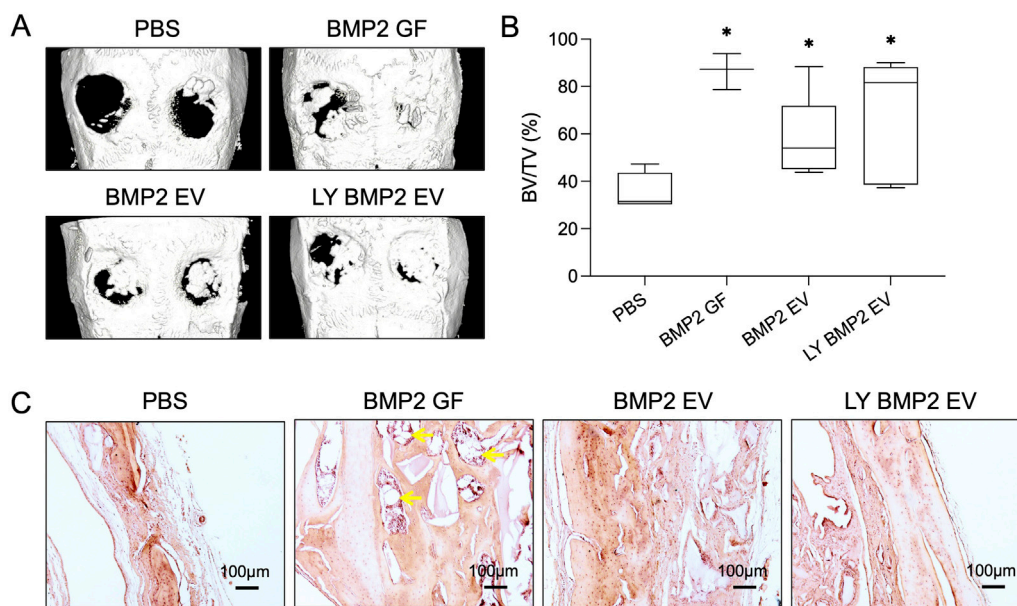 A
PBS
BMP2 GF
BMP2 EV
LY BMP2 EV
B
BV/TV (%)
100
80
60
40
20
0
*
*
*
PBS
BMP2 GF
BMP2 EV
LY BMP2 EV
C
PBS
BMP2 GF
BMP2 EV
LY BMP2 EV
100µm
100µm
100µm
100µm